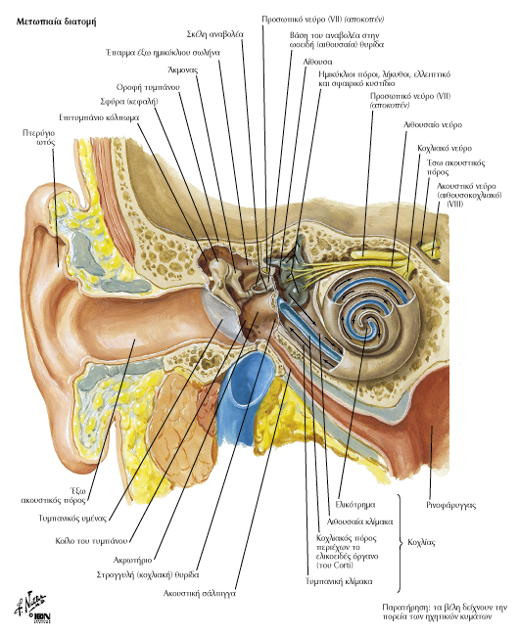 Μετωπιαία διατομή
Προσωπικό νεύρο (VII) (αποκοπέν)
Σκέλη αναβολέα
Βάση του αναβολέα στην
ωοειδή (αιθουσαία) θυρίδα
Έπαρμα έξω ημικύκλιου σωλήνα
Αίθουσα
Άκμονας
Ημικύκλιοι πόροι, λήκυθοι, ελλειπτικό
και σφαιρικό κυστίδιο
Οροφή τυμπάνου
Προσωπικό νεύρο (VII)
(αποκοπέν)
Σφύρα (κεφαλή)
Επιτυμπάνιο κόλπωμα
Αιθουσαίο νεύρο
Πτερύγιο
ωτός
Κοχλιακό νεύρο
Έσω ακουστικός
πόρος
Ακουστικό νεύρο
(αιθουσοκοχλιακό)
(VIII)
Έξω
ακουστικός πόρος
Ελικότρημα
Ρινοφάρυγγας
Τυμπανικός υμένας
Αιθουσαία κλίμακα
Κοίλο του τυμπάνου
Κοχλιακός πόρος
περιέχων το
ελικοειδές όργανο
(του Corti)
Κοχλίας
Ακρωτήριο
Στρογγυλή (κοχλιακή) θυρίδα
Τυμπανική κλίμακα
Ακουστική σάλπιγγα
Παρατήρηση: τα βέλη δείχνουν την
πορεία των ηχητικών κυμάτων